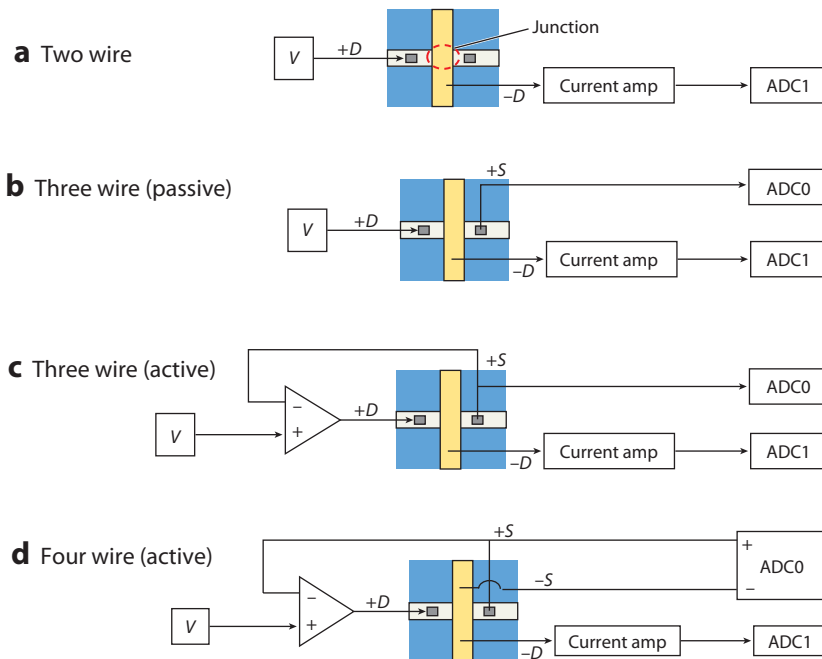 a Two wire
V
+D
Junction
–D
Current amp
ADC1
b Three wire (passive)
V
+D
+S
ADC0
–D
Current amp
ADC1
c Three wire (active)
V
–
+
+D
+S
ADC0
–D
Current amp
ADC1
d Four wire (active)
V
–
+
+D
+S
–S
+
ADC0
–
–D
Current amp
ADC1